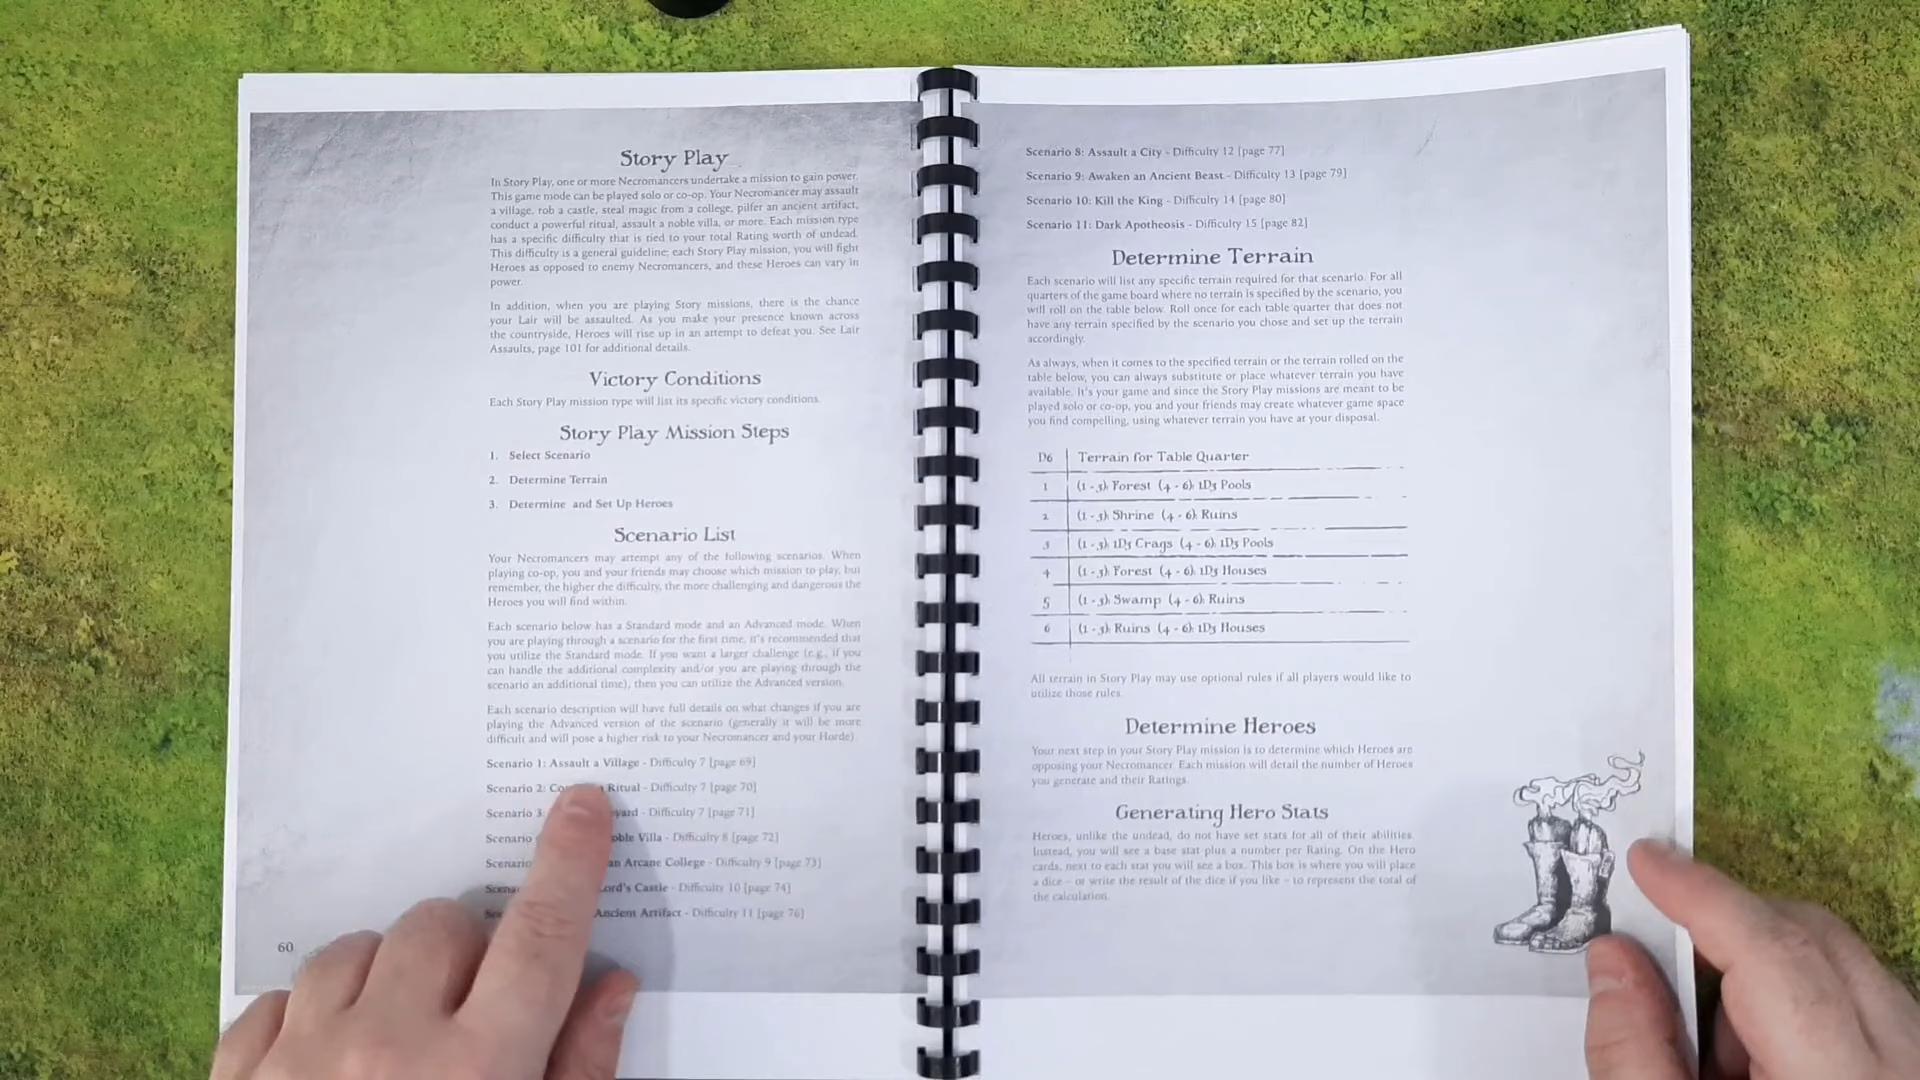 Story Play
In Story Play, one or more Necromancers undertake a mission to gain power.
This game mode can be played solo or co-op. Your Necromancer may assault
a village, rob a castle, steal magic from a college, pilfer an ancient artifact,
conduct a powerful ritual, assault a noble villa, or more. Each mission type
has a specific difficulty that is tied to your total Rating worth of undead.
This difficulty is a general guideline; each Story Play mission, you will fight
Heroes as opposed to enemy Necromancers, and these Heroes can vary in
power.
In addition, when you are playing Story missions, there is the chance
your Lair will be assaulted. As you make your presence known across
the countryside, Heroes will rise up in an attempt to defeat you. See Lair
Assaults, page 101 for additional details.
Victory Conditions
Each Story Play mission type will list its specific victory conditions.
Story Play Mission Steps
1. Select Scenario
2. Determine Terrain
3. Determine and Set Up Heroes
Scenario List
Your Necromancers may attempt any of the following scenarios. When
playing co-op, you and your friends may choose which mission to play, but
remember, the higher the difficulty, the more challenging and dangerous the
Heroes you will find within.
Each scenario below has a Standard mode and an Advanced mode. When
you are playing through a scenario for the first time, it's recommended that
you utilize the Standard mode. If you want a larger challenge (e.g., if you
can handle the additional complexity and/or you are playing through the
scenario an additional time), then you can utilize the Advanced version.
Each scenario description will have full details on what changes if you are
playing the Advanced version of the scenario (generally it will be more
difficult and will pose a higher risk to your Necromancer and your Horde).
Scenario 1: Assault a Village - Difficulty 7 [page 69]
Scenario 2: Ritual - Difficulty 7 [page 70]
Scenario 3 - Difficulty 7 [page 71]
Scenario Villa - Difficulty 8 [page 72]
Scenario an Arcane College - Difficulty 9 [page 73]
Lord's Castle - Difficulty 10 [page 74]
Ancient Artifact - Difficulty 11 [page 76]
60
Scenario 8: Assault a City - Difficulty 12 [page 77]
Scenario 9: Awaken an Ancient Beast - Difficulty 13 [page 79]
Scenario 10: Kill the King - Difficulty 14 [page 80]
Scenario 11: Dark Apotheosis - Difficulty 15 [page 82]
Determine Terrain
Each scenario will list any specific terrain required for that scenario. For all
quarters of the game board where no terrain is specified by the scenario, you
will roll on the table below. Roll once for each table quarter that does not
have any terrain specified by the scenario you chose and set up the terrain
accordingly.
As always, when it comes to the specified terrain or the terrain rolled on the
table below, you can always substitute or place whatever terrain you have
available. It's your game and since the Story Play missions are meant to be
played solo or co-op, you and your friends may create whatever game space
you find compelling, using whatever terrain you have at your disposal.
D6 Terrain for Table Quarter
1 (1 - 3): Forest (4 - 6): 1D3 Pools
2 (1 - 3): Shrine (4 - 6): Ruins
3 (1 - 3): 1D3 Crags (4 - 6): 1D3 Pools
4 (1 - 3): Forest (4 - 6): 1D3 Houses
5 (1 - 3): Swamp (4 - 6): Ruins
6 (1 - 3): Ruins (4 - 6): 1D3 Houses
All terrain in Story Play may use optional rules if all players would like to
utilize those rules.
Determine Heroes
Your next step in your Story Play mission is to determine which Heroes are
opposing your Necromancer. Each mission will detail the number of Heroes
you generate and their Ratings.
Generating Hero Stats
Heroes, unlike the undead, do not have set stats for all of their abilities.
Instead, you will see a base stat plus a number per Rating. On the Hero
cards, next to each stat you will see a box. This box is where you will place
a dice – or write the result of the dice if you like – to represent the total of
the calculation.